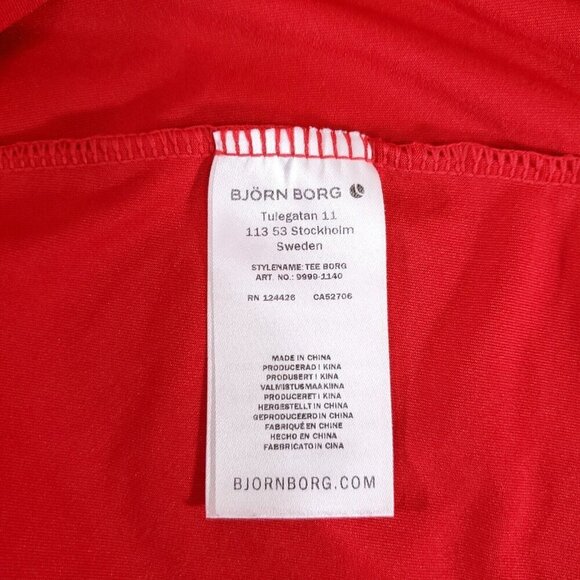 BJÖRN BORG
Tulegatan 11
113 53 Stockholm
Sweden
STYLENAME: TEE BORG
ART. NO.: 9999-1140
RN 124426 CA52706
MADE IN CHINA
PRODUCERAD I KINA
PRODUSERT I KINA
VALMISTUSMAA KIINA
PRODUCERET I KINA
HERGESTELLT IN CHINA
GEPRODUCEERD IN CHINA
FABRIQUÉ EN CHINE
HECHO EN CHINA
FABBRICATO IN CINA
BJORNBORG.COM